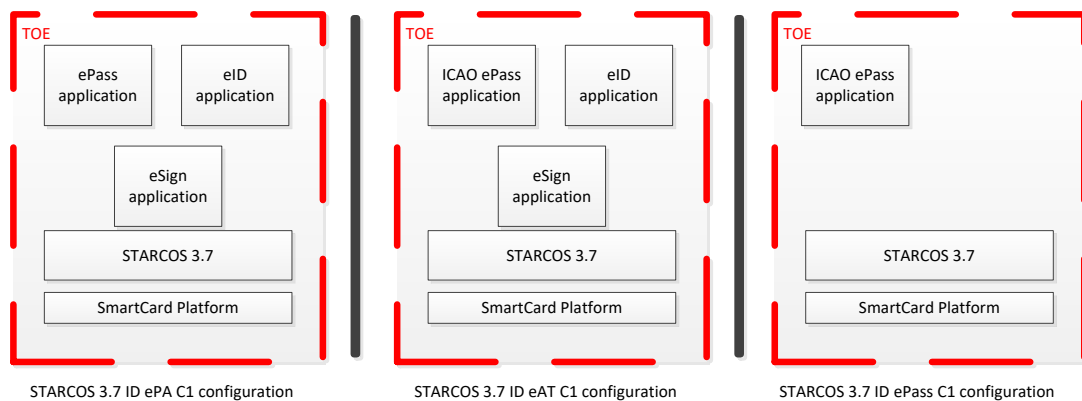 TOE
ePass
application
eID
application
eSign
application
STARCOS 3.7
SmartCard Platform
STARCOS 3.7 ID ePA C1 configuration
TOE
ICAO ePass
application
eID
application
eSign
application
STARCOS 3.7
SmartCard Platform
STARCOS 3.7 ID eAT C1 configuration
TOE
ICAO ePass
application
STARCOS 3.7
SmartCard Platform
STARCOS 3.7 ID ePass C1 configuration